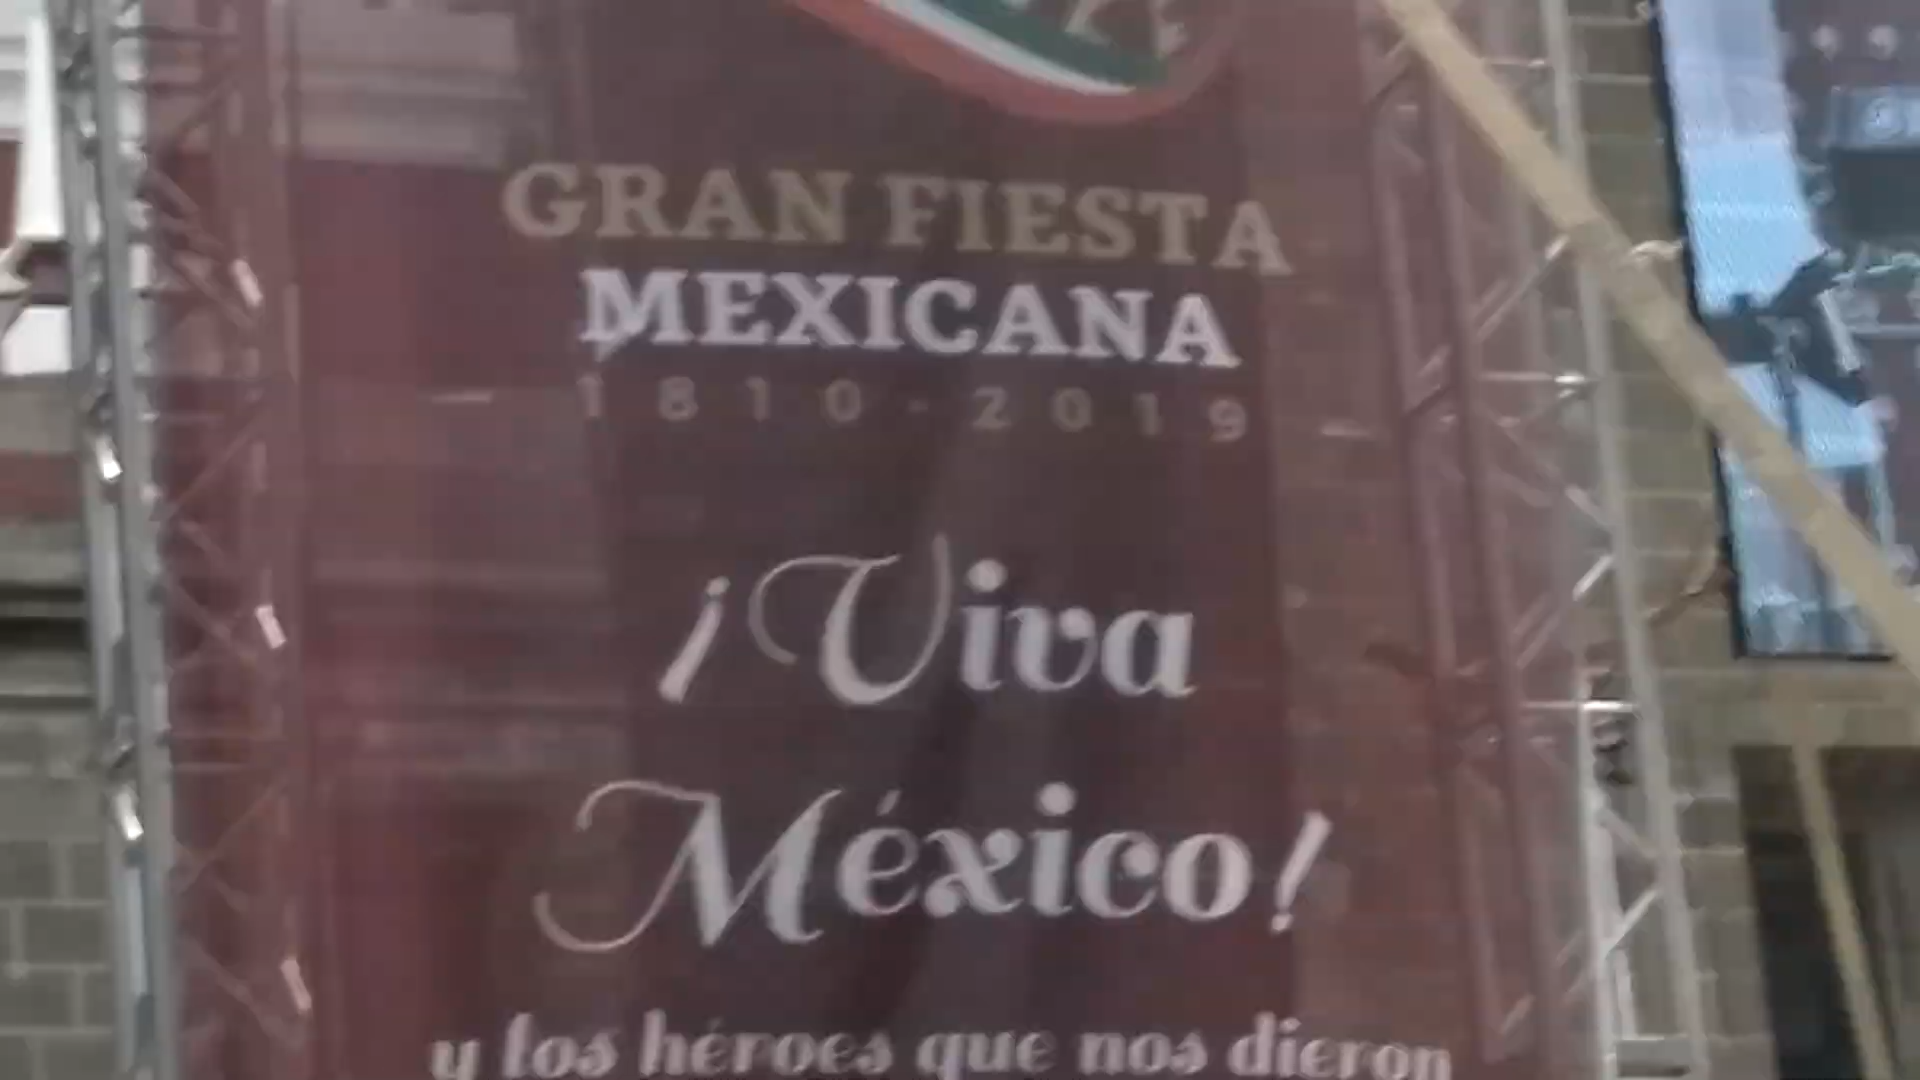 GRAN FIESTA
MEXICANA
1810-2019
¡Viva
México!
y los héroes que nos dieron